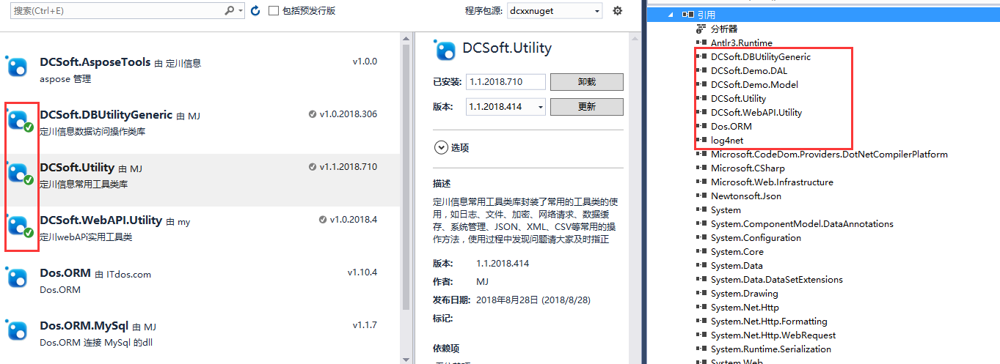 搜索(Ctrl+E)
包括预发行版
程序包源:
dcxxnuget
DCSoft.AsposeTools 由 定川信息
v1.0.0
aspose 管理
DCSoft.DBUtilityGeneric 由 MJ
v1.0.2018.306
定川信息数据访问操作类库
DCSoft.Utility 由 MJ
v1.1.2018.710
定川信息常用工具类库
DCSoft.WebAPI.Utility 由 my
v1.0.2018.4
定川webAPi实用工具类
Dos.ORM 由 ITdos.com
v1.10.4
Dos.ORM
Dos.ORM.MySql 由 MJ
v1.1.7
Dos.ORM 连接 MySql 的dll
DCSoft.Utility
已安装:
1.1.2018.710
卸载
版本:
1.1.2018.414
更新
选项
描述
定川信息常用工具类库封装了常用的工具类的使
用，如日志、文件、加密、网络请求、数据缓
存、系统管理、JSON、XML、CSV等常用的操
作方法，使用过程中发现问题请大家及时指正
版本:
1.1.2018.414
作者:
MJ
发布日期:
2018年8月28日 (2018/8/28)
标记:
依赖项
引用
分析器
Antlr3.Runtime
DCSoft.DBUtilityGeneric
DCSoft.Demo.DAL
DCSoft.Demo.Model
DCSoft.Utility
DCSoft.WebAPI.Utility
Dos.ORM
log4net
Microsoft.CodeDom.Providers.DotNetCompilerPlatform
Microsoft.CSharp
Microsoft.Web.Infrastructure
Newtonsoft.Json
System
System.ComponentModel.DataAnnotations
System.Configuration
System.Core
System.Data
System.Data.DataSetExtensions
System.Drawing
System.Net.Http
System.Net.Http.Formatting
System.Net.Http.WebRequest
System.Runtime.Serialization
System.Web